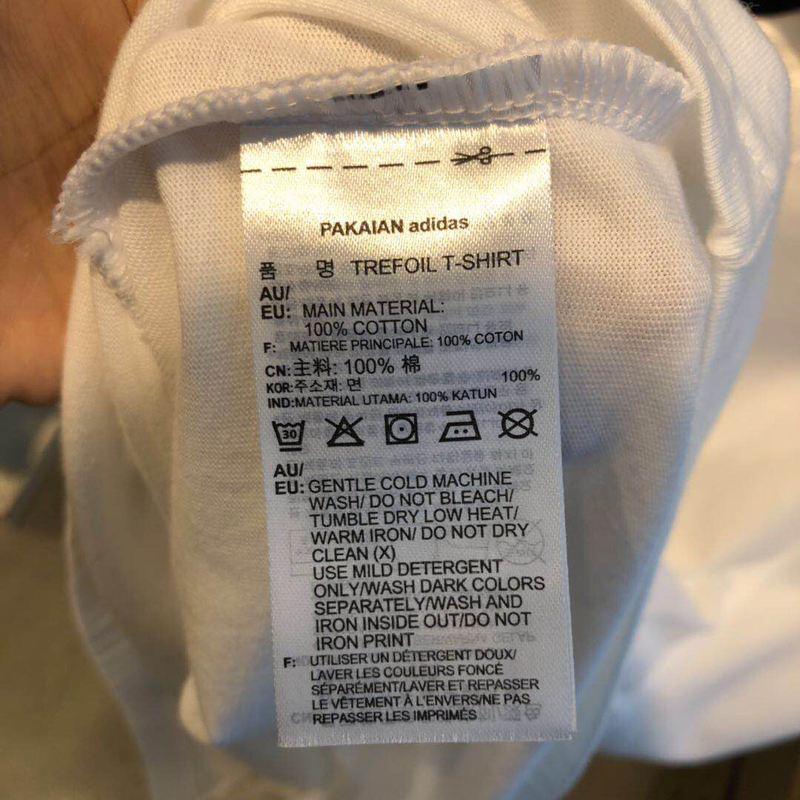 PAKAIAN adidas
품 명 TREFOIL T-SHIRT
AU/
EU: MAIN MATERIAL:
100% COTTON
F: MATIERE PRINCIPALE: 100% COTON
CN:主料: 100% 棉
KOR:주소재: 면 100%
IND:MATERIAL UTAMA: 100% KATUN
30
AU/
EU: GENTLE COLD MACHINE
WASH/ DO NOT BLEACH/
TUMBLE DRY LOW HEAT/
WARM IRON/ DO NOT DRY
CLEAN (X)
USE MILD DETERGENT
ONLY/WASH DARK COLORS
SEPARATELY/WASH AND
IRON INSIDE OUT/DO NOT
IRON PRINT
F: UTILISER UN DÉTERGENT DOUX/
LAVER LES COULEURS FONCÉ
SÉPARÉMENT/LAVER ET REPASSER
LE VÊTEMENT À L'ENVERS/NE PAS
REPASSER LES IMPRIMÉS